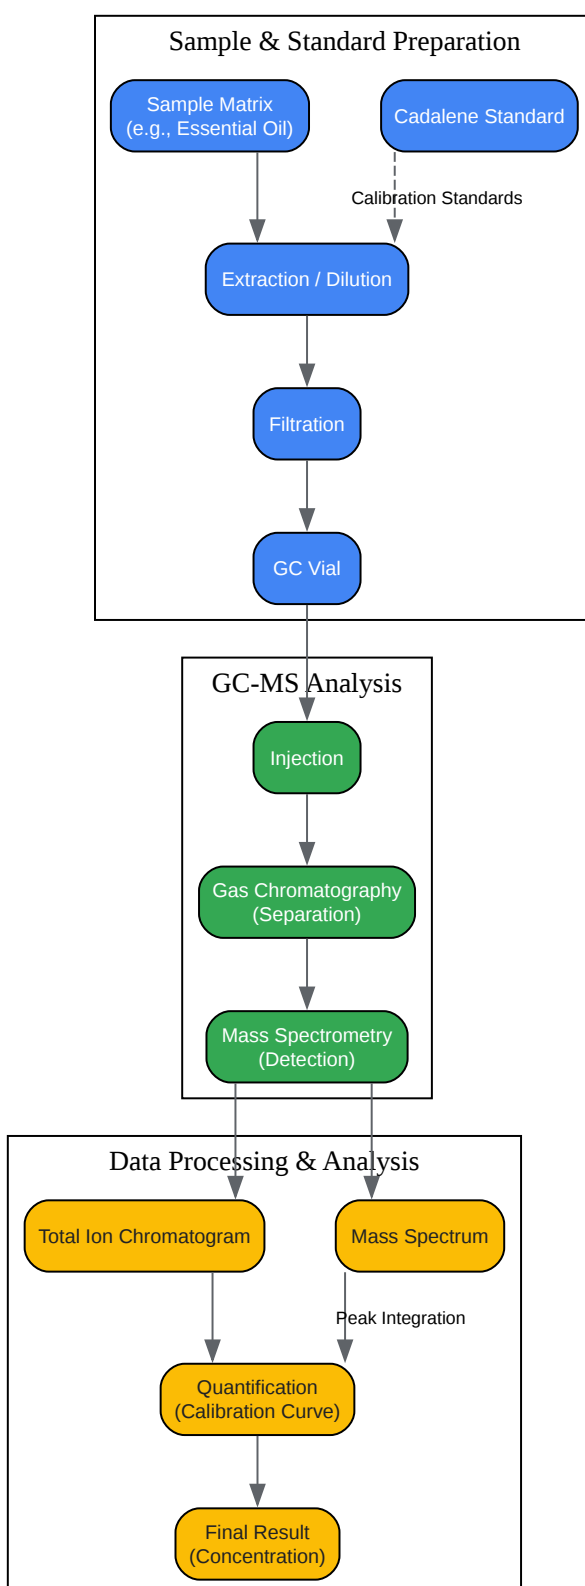 Sample & Standard Preparation
Sample Matrix
(e.g., Essential Oil)
Cadalene Standard
Calibration Standards
Extraction / Dilution
Filtration
GC Vial
GC-MS Analysis
Injection
Gas Chromatography
(Separation)
Mass Spectrometry
(Detection)
Data Processing & Analysis
Total Ion Chromatogram
Mass Spectrum
Peak Integration
Quantification
(Calibration Curve)
Final Result
(Concentration)